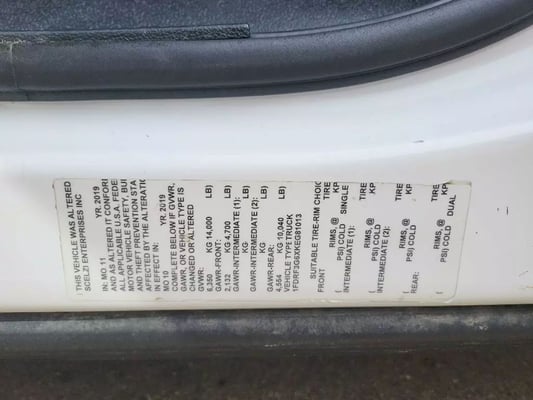 THIS VEHICLE WAS ALTERED
SCELZI ENTERPRISES INC
IN: MO.11 YR. 2019
AND AS ALTERED IT CONFOR
ALL APPLICABLE U.S.A. FEDE
MOTOR VEHICLE SAFETY, BU
AND THEFT PREVENTION STA
AFFECTED BY THE ALTERATI
IN EFFECT IN:
MO 10 YR. 2019
COMPLETE BELOW IF GVWR,
GAWR, OR VEHICLE TYPE IS
CHANGED OR ALTERED
GVWR:
6,350 KG 14,000 LB)
GAWR-FRONT:
2,132 KG 4,700 LB)
GAWR-INTERMEDIATE (1):
KG LB)
GAWR-INTERMEDIATE (2):
KG LB)
GAWR-REAR:
4,554 KG 10,040 LB)
VEHICLE TYPE TRUCK
1FDRF3G6XKEG81013
SUITABLE TIRE-RIM CHOIC
FRONT TIRE
( RIMS, @ KP
PSI) COLD SINGLE
INTERMEDIATE (1): TIRE
( RIMS, @ KP
PSI) COLD
INTERMEDIATE (2): TIRE
( RIMS, @ KP
PSI) COLD
REAR: TIRE
( RIMS, @ KP
PSI) COLD DUAL